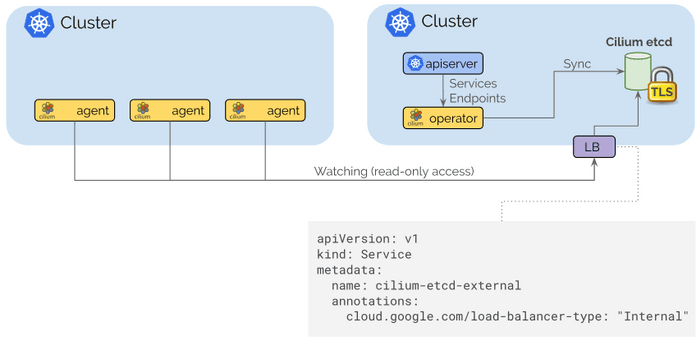 Cluster
Cluster
Cilium etcd
apiserver
Sync
Services
Endpoints
TLS
cilium agent
cilium agent
cilium agent
cilium operator
LB
Watching (read-only access)
apiVersion: v1
kind: Service
metadata:
  name: cilium-etcd-external
  annotations:
    cloud.google.com/load-balancer-type: "Internal"